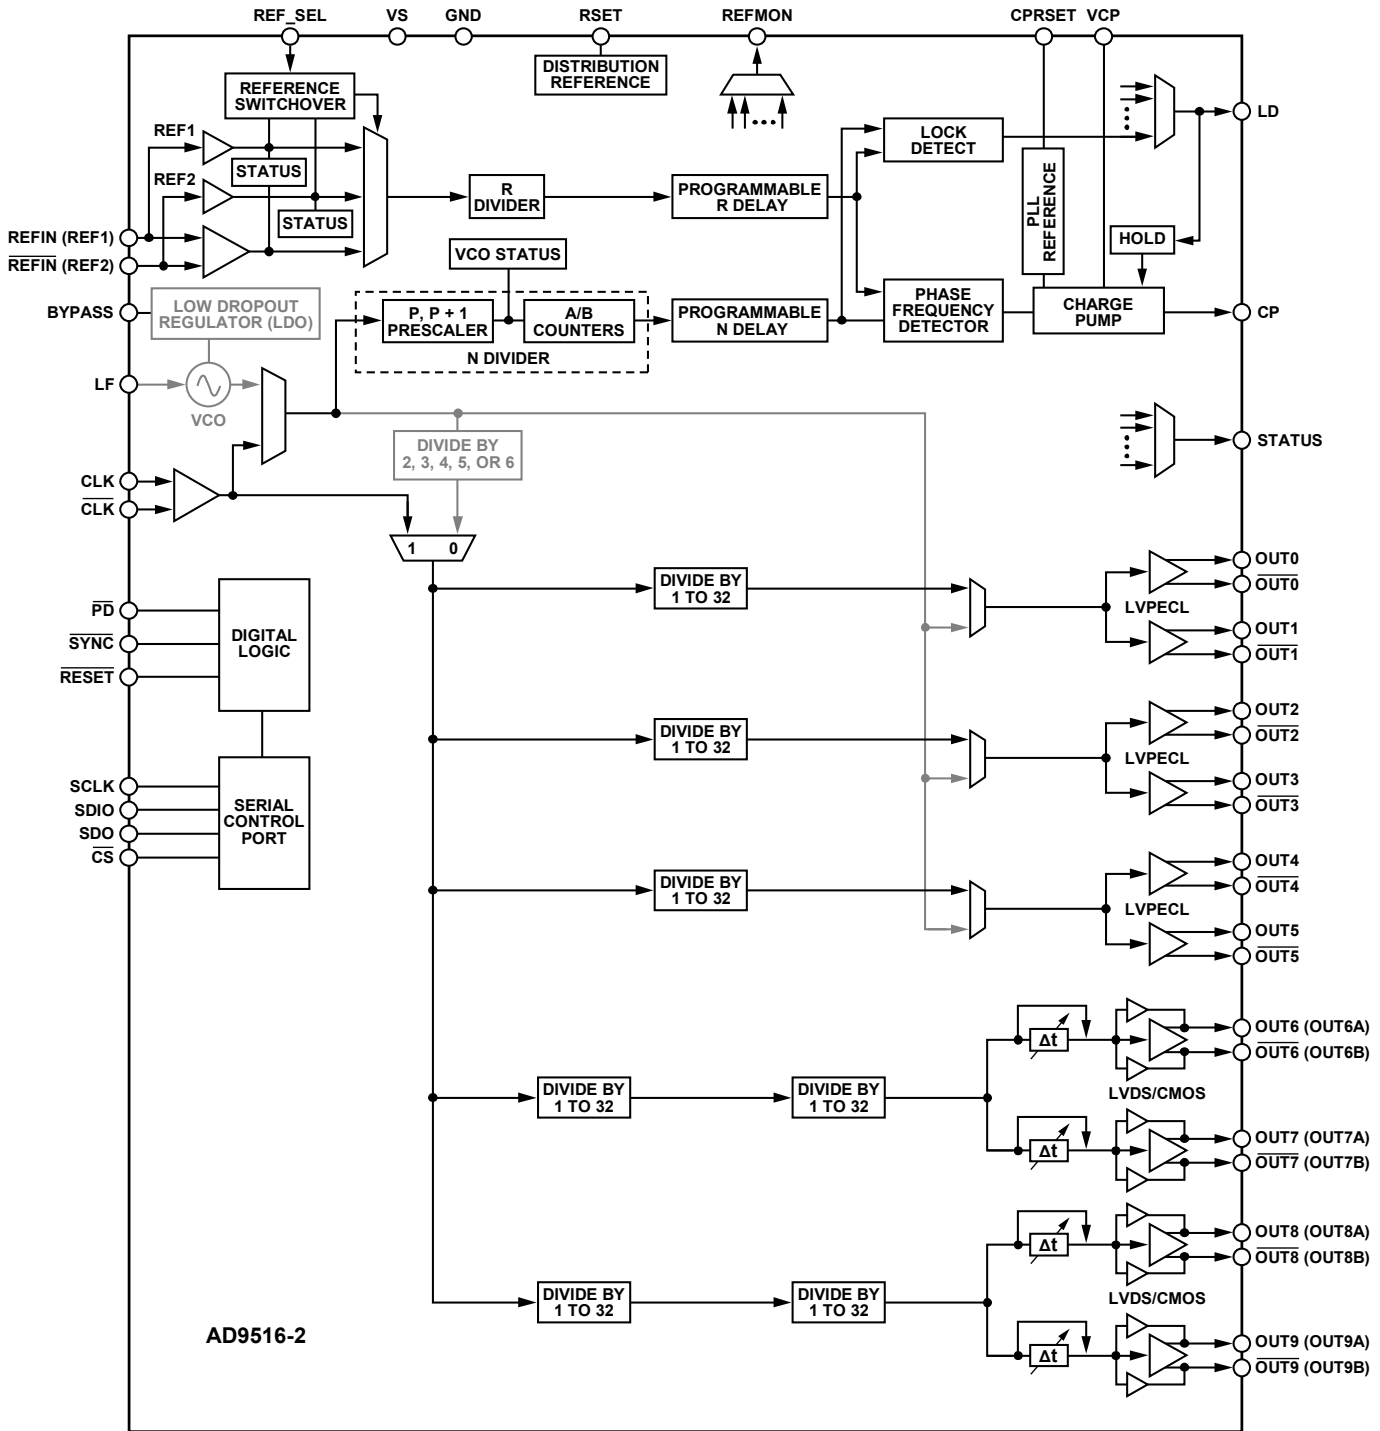 REF_SEL VS GND RSET REFMON CPRSET VCP
DISTRIBUTION
REFERENCE
REFERENCE
SWITCHOVER
LD
REF1
LOCK
DETECT
STATUS
REF2
R
DIVIDER
PROGRAMMABLE
R DELAY
PLL
REFERENCE
STATUS
REFIN (REF1)
HOLD
VCO STATUS
REFIN (REF2)
BYPASS
LOW DROPOUT
REGULATOR (LDO)
P, P + 1
PRESCALER
A/B
COUNTERS
PROGRAMMABLE
N DELAY
PHASE
FREQUENCY
DETECTOR
CHARGE
PUMP
CP
N DIVIDER
LF
VCO
DIVIDE BY
2, 3, 4, 5, OR 6
STATUS
CLK
CLK
1 0
DIVIDE BY
1 TO 32
OUT0
OUT0
LVPECL
OUT1
OUT1
PD
SYNC
RESET
DIGITAL
LOGIC
DIVIDE BY
1 TO 32
OUT2
OUT2
LVPECL
OUT3
OUT3
SCLK
SDIO
SDO
CS
SERIAL
CONTROL
PORT
DIVIDE BY
1 TO 32
OUT4
OUT4
LVPECL
OUT5
OUT5
DIVIDE BY
1 TO 32
DIVIDE BY
1 TO 32
Δt
OUT6 (OUT6A)
OUT6 (OUT6B)
LVDS/CMOS
Δt
OUT7 (OUT7A)
OUT7 (OUT7B)
DIVIDE BY
1 TO 32
DIVIDE BY
1 TO 32
Δt
OUT8 (OUT8A)
OUT8 (OUT8B)
LVDS/CMOS
Δt
OUT9 (OUT9A)
OUT9 (OUT9B)
AD9516-2